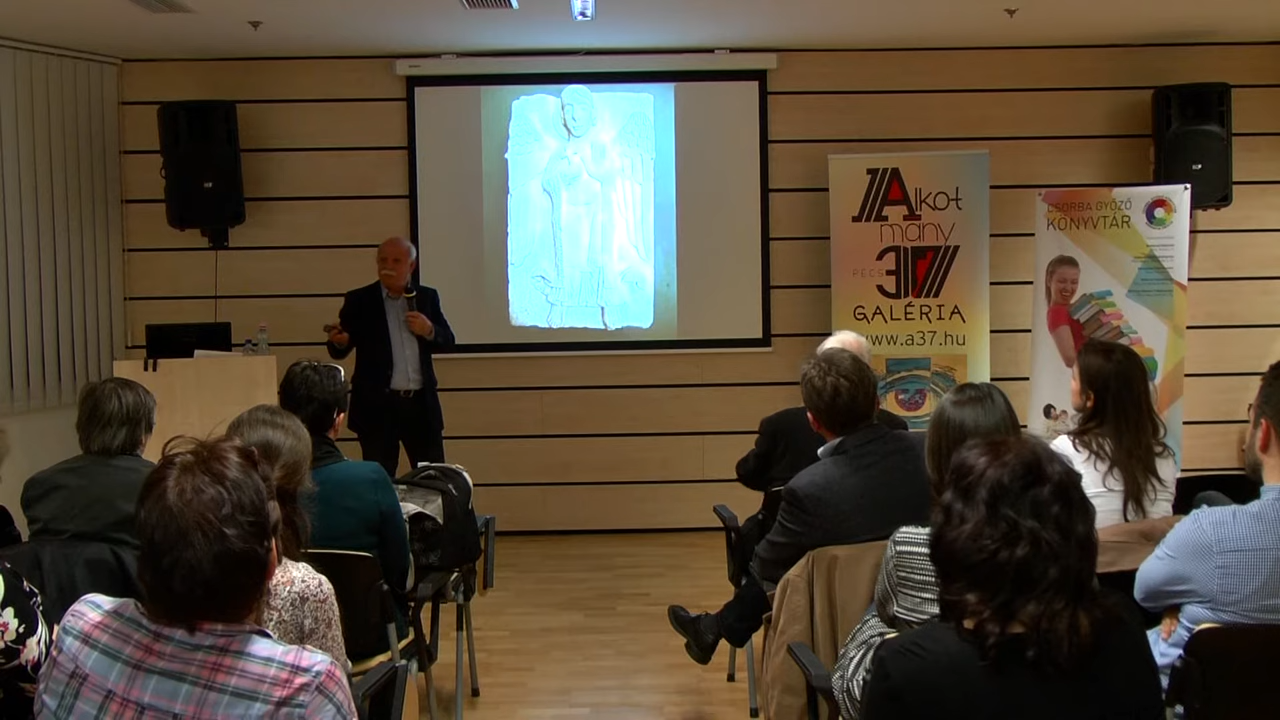 Alkot
mány
PÉCS 37
GALÉRIA
www.a37.hu
CSORBA GYŐZŐ
KÖNYVTÁR